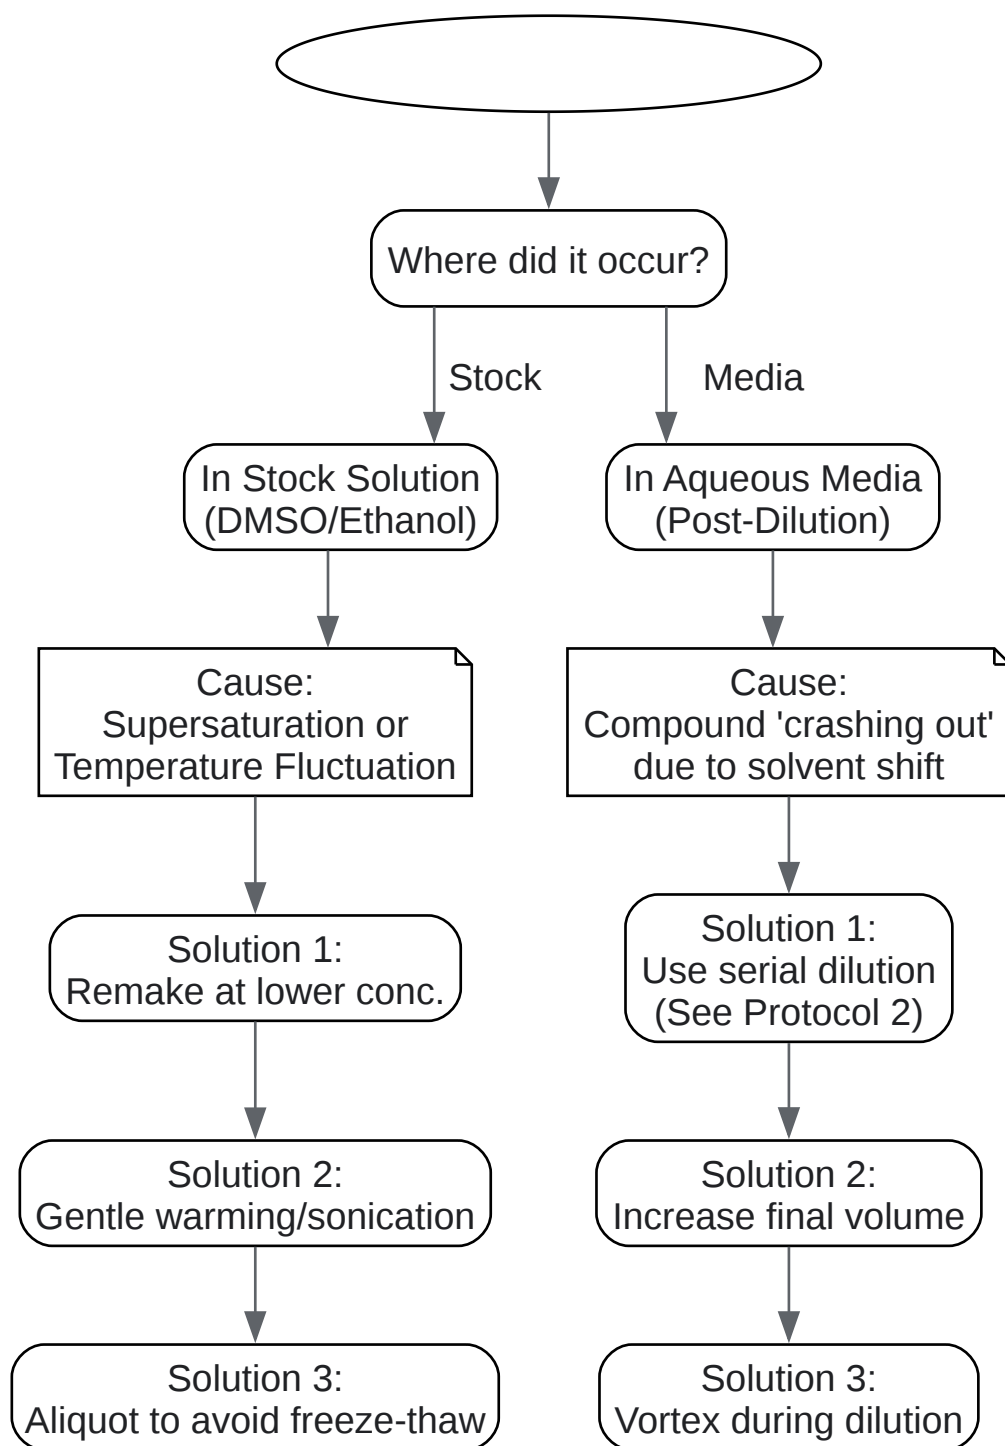 Where did it occur?
Stock
Media
In Stock Solution
(DMSO/Ethanol)
In Aqueous Media
(Post-Dilution)
Cause:
Supersaturation or
Temperature Fluctuation
Cause:
Compound 'crashing out'
due to solvent shift
Solution 1:
Remake at lower conc.
Solution 1:
Use serial dilution
(See Protocol 2)
Solution 2:
Gentle warming/sonication
Solution 2:
Increase final volume
Solution 3:
Aliquot to avoid freeze-thaw
Solution 3:
Vortex during dilution